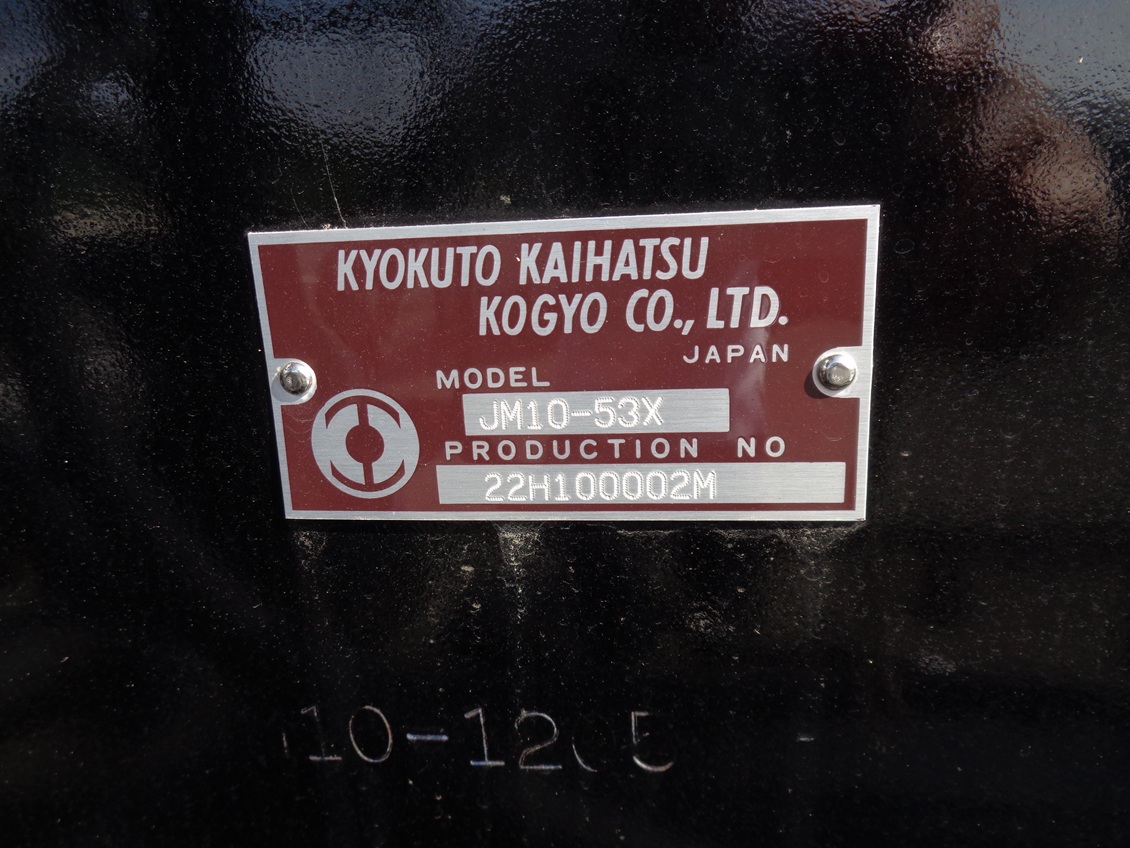 KYOKUTO KAIHATSU
KOGYO CO., LTD.
JAPAN
MODEL
JM10-53X
PRODUCTION NO
22H100002M